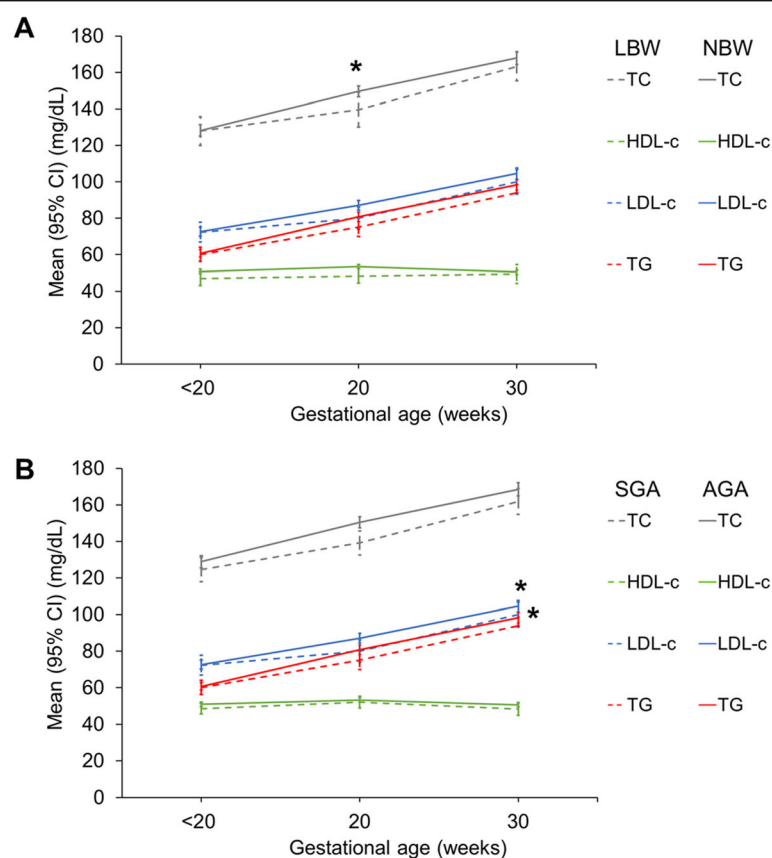 A
180
160
140
120
100
80
60
40
20
0
Mean (95% CI) (mg/dL)
*
<20 20 30
Gestational age (weeks)
LBW NBW
TC TC
HDL-c HDL-c
LDL-c LDL-c
TG TG
B
180
160
140
120
100
80
60
40
20
0
Mean (95% CI) (mg/dL)
*
*
<20 20 30
Gestational age (weeks)
SGA AGA
TC TC
HDL-c HDL-c
LDL-c LDL-c
TG TG